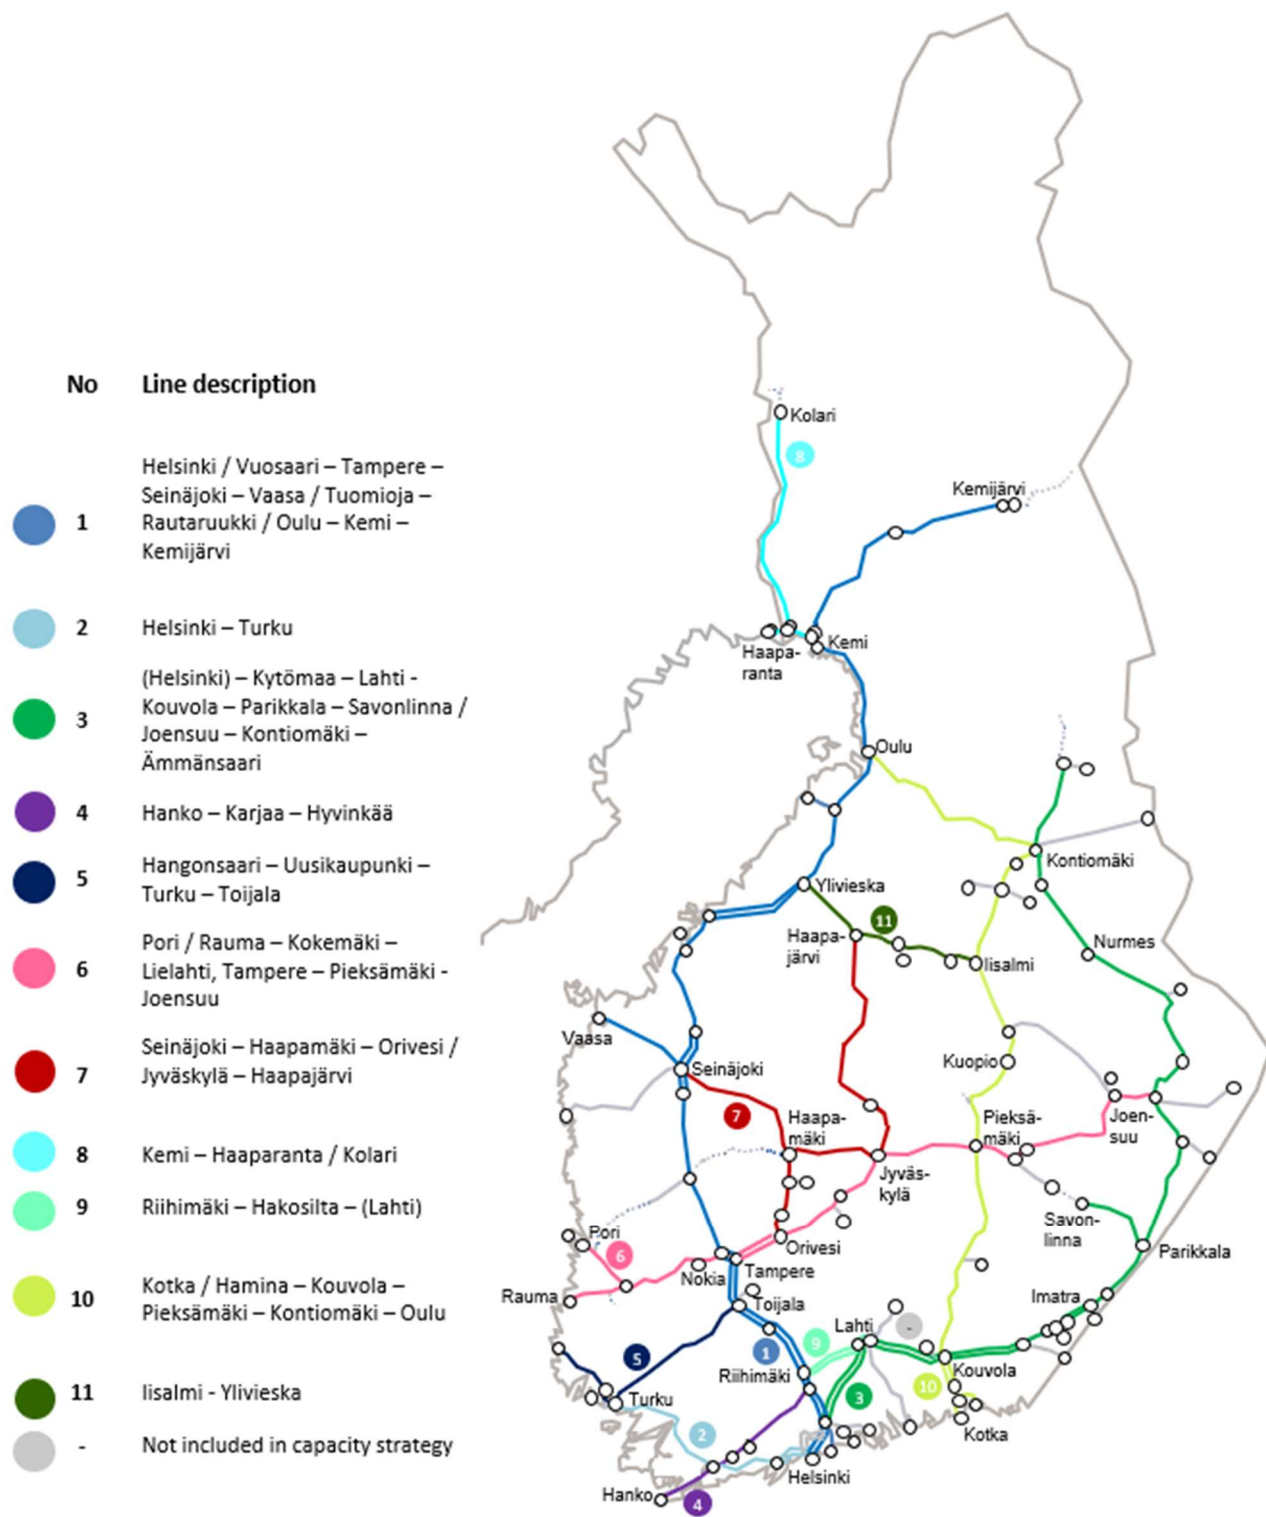 No Line description
Helsinki / Vuosaari – Tampere –
Seinäjoki – Vaasa / Tuomioja –
1 Rautaruukki / Oulu – Kemi –
Kemijärvi
2 Helsinki – Turku
(Helsinki) – Kytömaa – Lahti -
3 Kouvola – Parikkala – Savonlinna /
Joensuu – Kontiomäki –
Ämmänsaari
4 Hanko – Karjaa – Hyvinkää
5 Hangonsaari – Uusikaupunki –
Turku – Toijala
Pori / Rauma – Kokemäki –
6 Lielahti, Tampere – Pieksämäki -
Joensuu
Seinäjoki – Haapamäki – Orivesi /
7 Jyväskylä – Haapajärvi
8 Kemi – Haaparanta / Kolari
9 Riihimäki – Hakosilta – (Lahti)
10 Kotka / Hamina – Kouvola –
Pieksämäki – Kontiomäki – Oulu
11 Iisalmi - Ylivieska
- Not included in capacity strategy
Kolari
8
Kemijärvi
Kemi
Haapa-
ranta
Oulu
Kontiomäki
Ylivieska
11
Haapa-
järvi
Iisalmi
Nurmes
Vaasa
Seinäjoki
Kuopio
7
Haapa-
mäki
Pieksä-
mäki
Joen-
suu
Jyväs-
kylä
Savon-
linna
Pori
6
Orivesi
Parikkala
Nokia
Tampere
Rauma
Toijala
Imatra
Lahti
-
5
1
9
Riihimäki
Kouvola
10
3
Turku
Kotka
2
Helsinki
Hanko
4